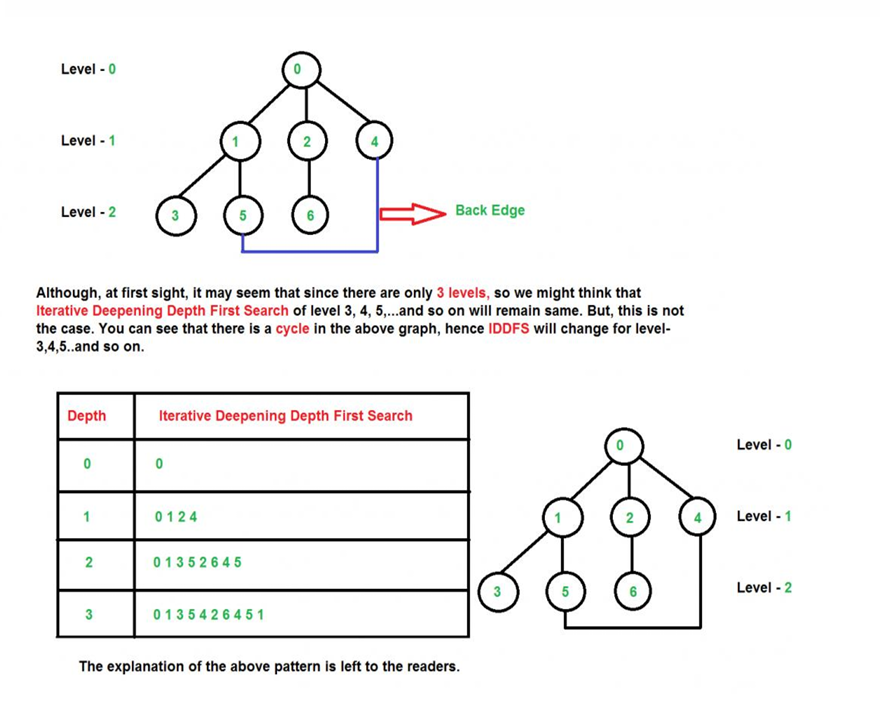 Level - 0
0
Level - 1
1 2 4
Level - 2
3 5 6
Back Edge
Although, at first sight, it may seem that since there are only 3 levels, so we might think that
Iterative Deepening Depth First Search of level 3, 4, 5,...and so on will remain same. But, this is not
the case. You can see that there is a cycle in the above graph, hence IDDFS will change for level-
3,4,5..and so on.
Depth Iterative Deepening Depth First Search
0 0
1 0 1 2 4
2 0 1 3 5 2 6 4 5
3 0 1 3 5 4 2 6 4 5 1
0 Level - 0
1 2 4 Level - 1
3 5 6 Level - 2
The explanation of the above pattern is left to the readers.